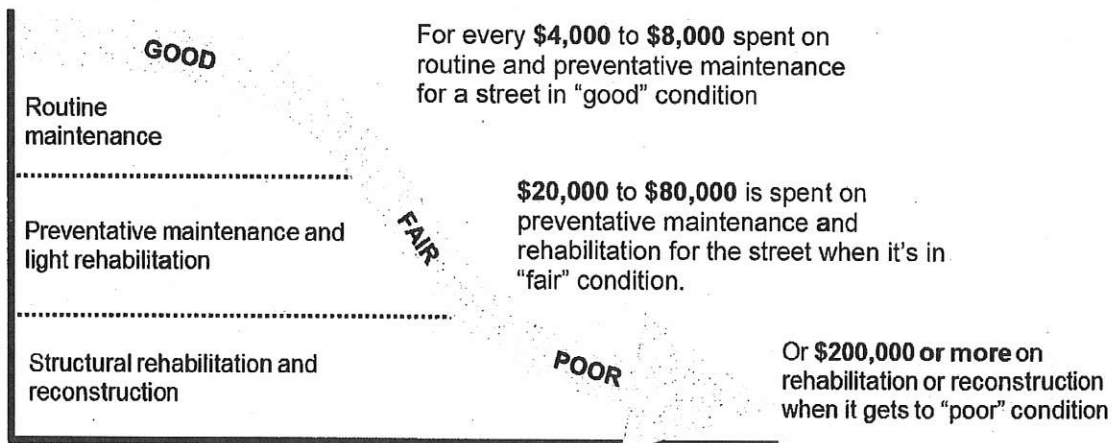 GOOD
For every $4,000 to $8,000 spent on
routine and preventative maintenance
for a street in “good” condition
Routine
maintenance
$20,000 to $80,000 is spent on
preventative maintenance and
rehabilitation for the street when it's in
“fair” condition.
FAIR
Preventative maintenance and
light rehabilitation
Structural rehabilitation and
reconstruction
POOR
Or $200,000 or more on
rehabilitation or reconstruction
when it gets to “poor” condition